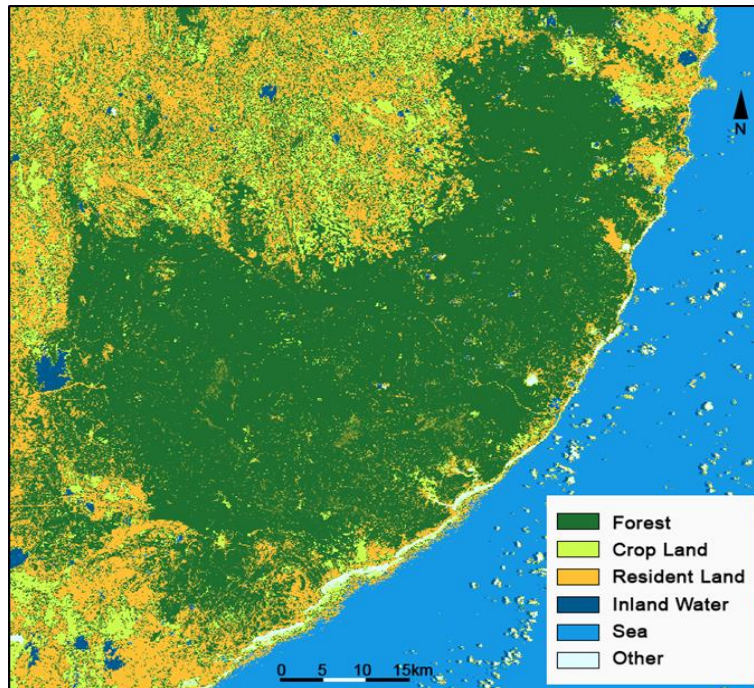 N
Forest
Crop Land
Resident Land
Inland Water
Sea
Other
0 5 10 15km